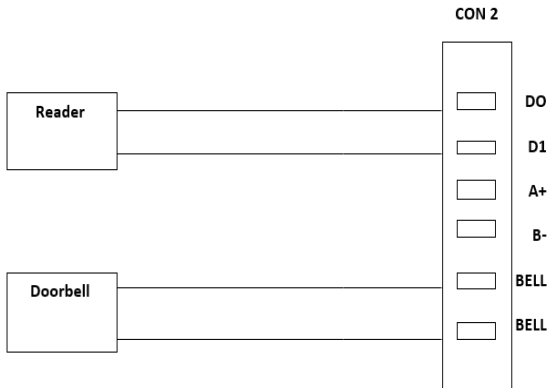 CON 2
Reader
DO
D1
A+
B-
Doorbell
BELL
BELL